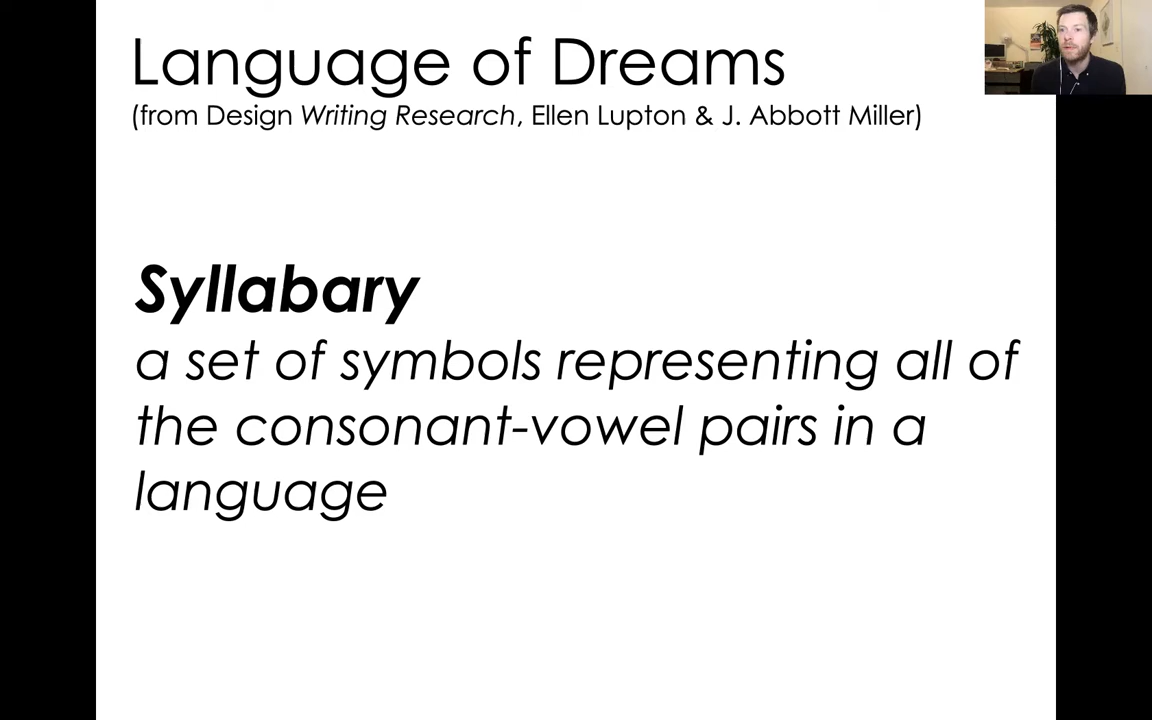 Language of Dreams
(from Design Writing Research, Ellen Lupton & J. Abbott Miller)
Syllabary
a set of symbols representing all of
the consonant-vowel pairs in a
language